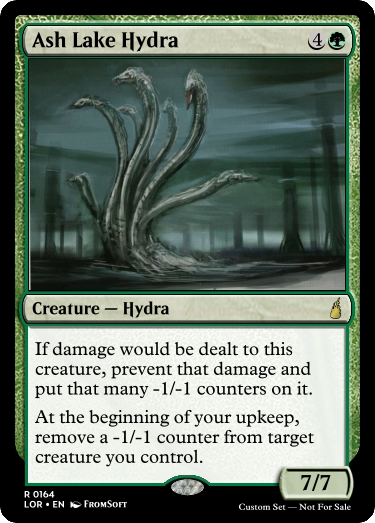 Ash Lake Hydra 4
Creature — Hydra
If damage would be dealt to this
creature, prevent that damage and
put that many -1/-1 counters on it.
At the beginning of your upkeep,
remove a -1/-1 counter from target
creature you control.
7/7
R 0164
LOR • EN FROMSOFT
Custom Set — Not For Sale